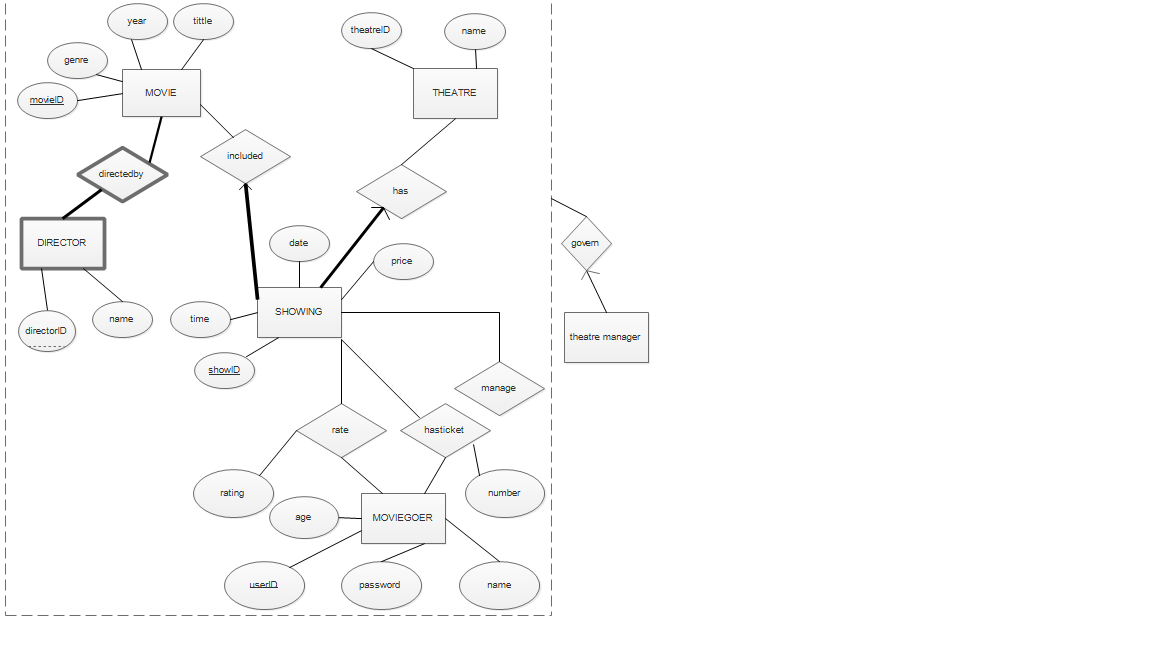 year
tittle
theatreID
name
genre
movieID
MOVIE
THEATRE
included
directedby
has
DIRECTOR
date
govern
price
directorID
name
time
SHOWING
theatre manager
showID
manage
rate
hasticket
rating
number
age
MOVIEGOER
userID
password
name